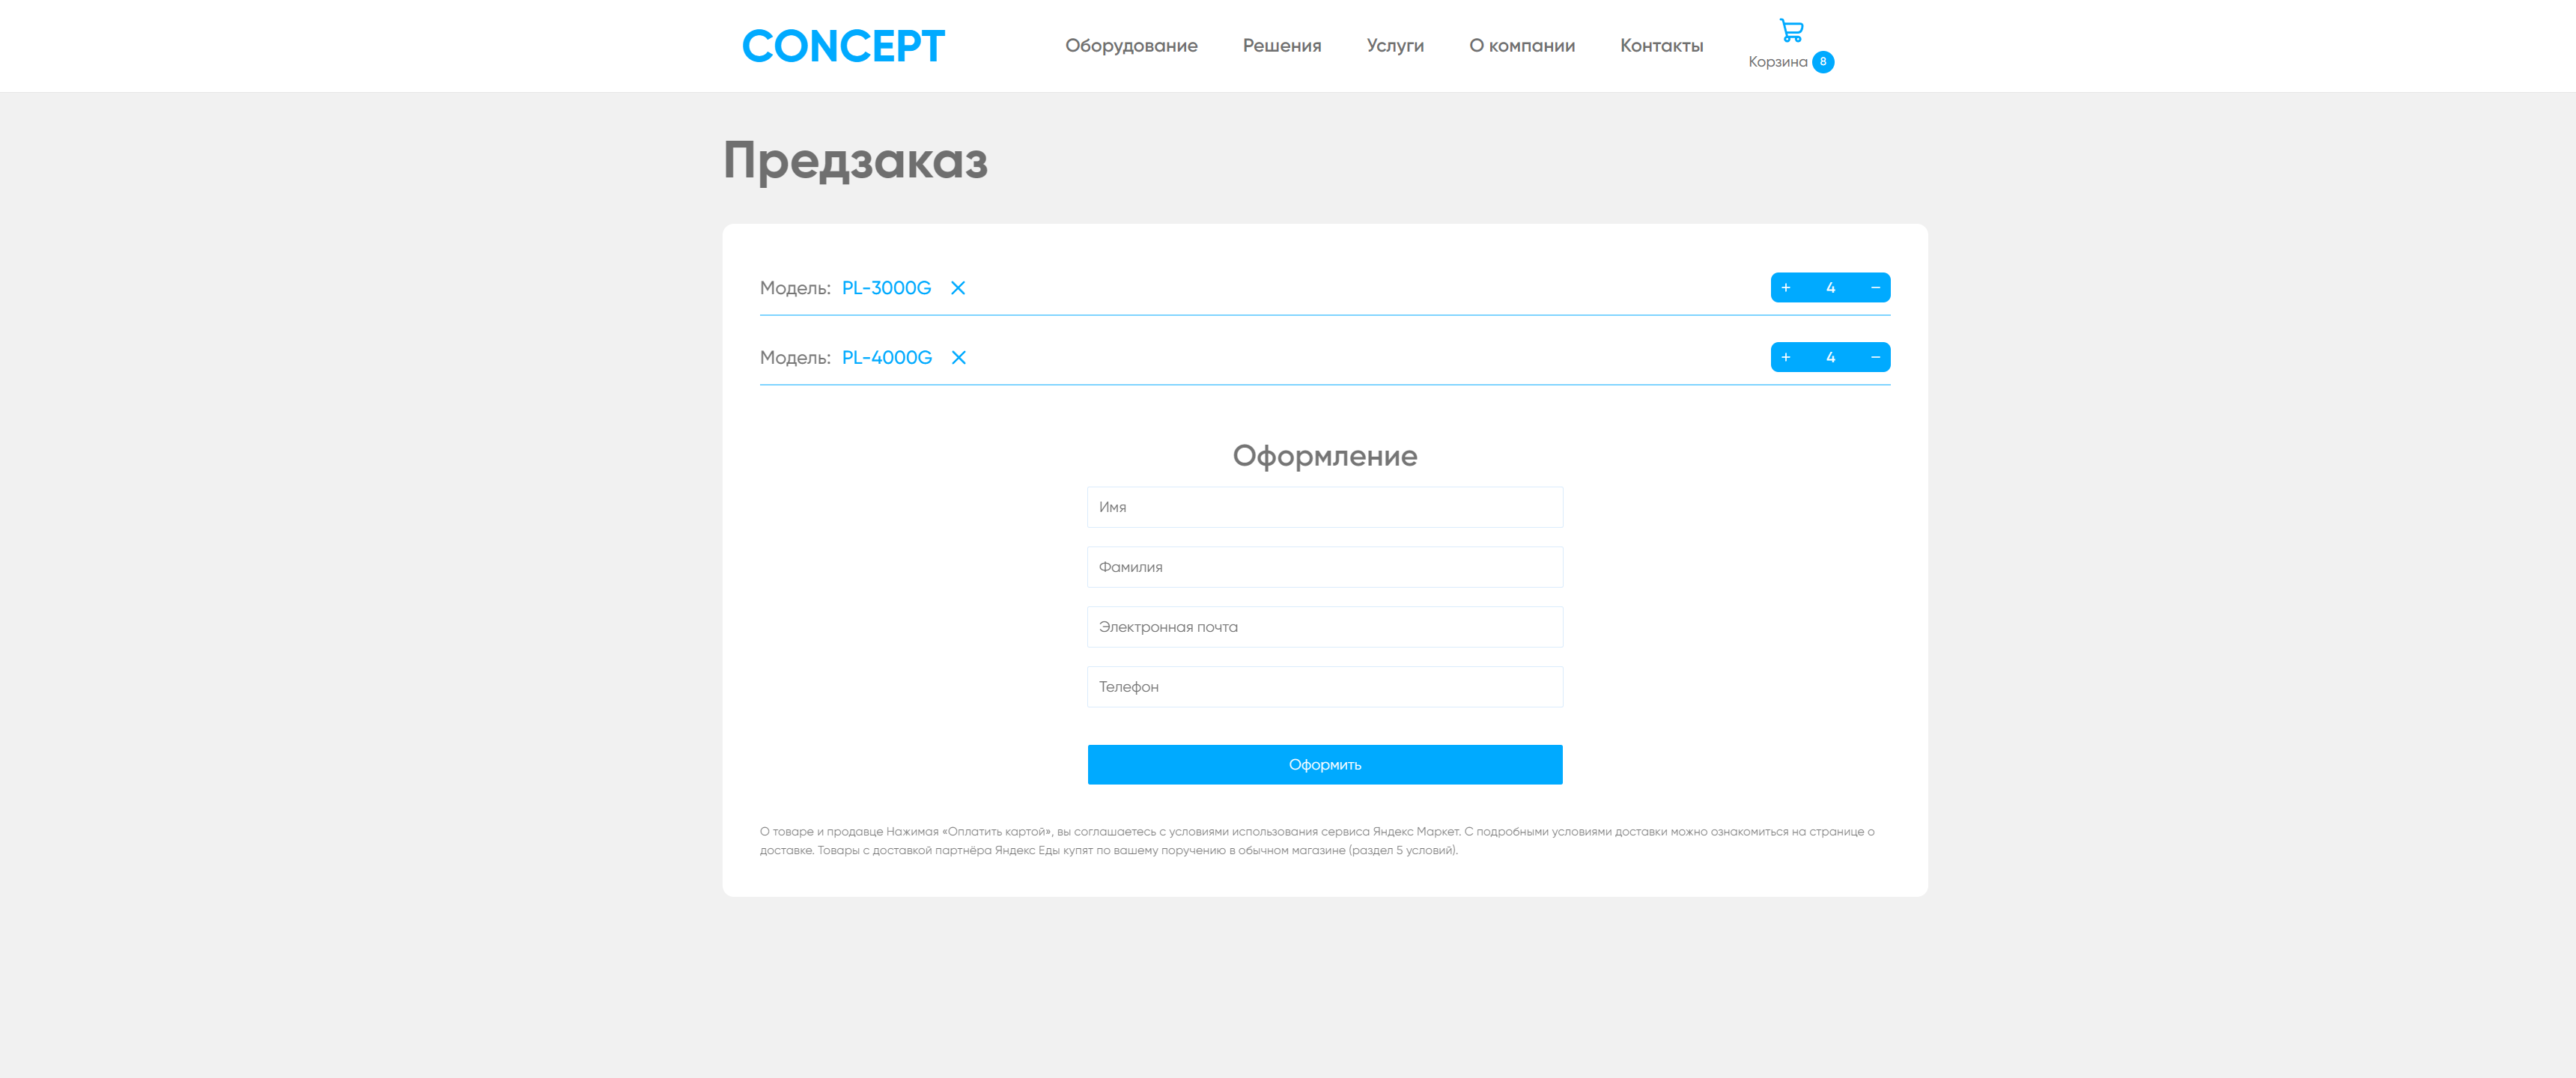 CONCEPT
Оборудование
Решения
Услуги
О компании
Контакты
Корзина 8
Предзаказ
Модель: PL-3000G
+ 4 −
Модель: PL-4000G
+ 4 −
Оформление
Имя
Фамилия
Электронная почта
Телефон
Оформить
О товаре и продавце Нажимая «Оплатить картой», вы соглашаетесь с условиями использования сервиса Яндекс Маркет. С подробными условиями доставки можно ознакомиться на странице о
доставке. Товары с доставкой партнёра Яндекс Еды купят по вашему поручению в обычном магазине (раздел 5 условий).